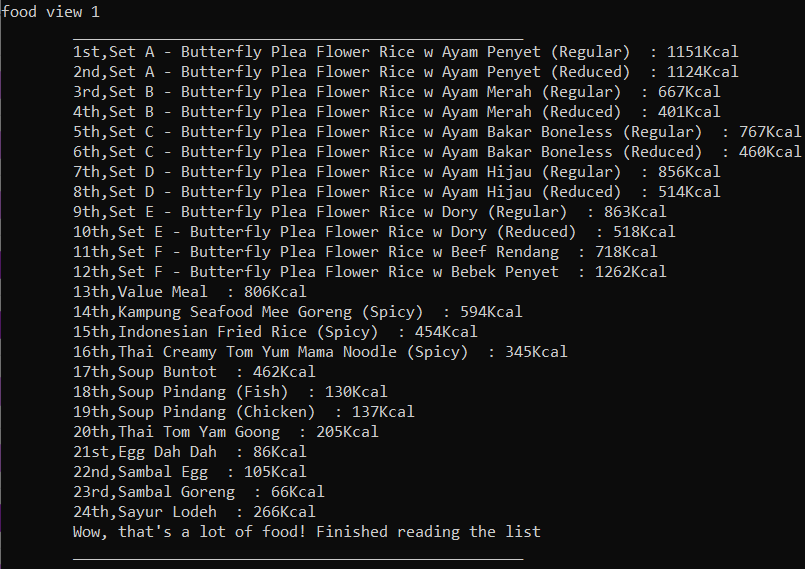 food view 1
__________________________________________________
1st,Set A - Butterfly Plea Flower Rice w Ayam Penyet (Regular)  : 1151Kcal
2nd,Set A - Butterfly Plea Flower Rice w Ayam Penyet (Reduced)  : 1124Kcal
3rd,Set B - Butterfly Plea Flower Rice w Ayam Merah (Regular)  : 667Kcal
4th,Set B - Butterfly Plea Flower Rice w Ayam Merah (Reduced)  : 401Kcal
5th,Set C - Butterfly Plea Flower Rice w Ayam Bakar Boneless (Regular)  : 767Kcal
6th,Set C - Butterfly Plea Flower Rice w Ayam Bakar Boneless (Reduced)  : 460Kcal
7th,Set D - Butterfly Plea Flower Rice w Ayam Hijau (Regular)  : 856Kcal
8th,Set D - Butterfly Plea Flower Rice w Ayam Hijau (Reduced)  : 514Kcal
9th,Set E - Butterfly Plea Flower Rice w Dory (Regular)  : 863Kcal
10th,Set E - Butterfly Plea Flower Rice w Dory (Reduced)  : 518Kcal
11th,Set F - Butterfly Plea Flower Rice w Beef Rendang  : 718Kcal
12th,Set F - Butterfly Plea Flower Rice w Bebek Penyet  : 1262Kcal
13th,Value Meal  : 806Kcal
14th,Kampung Seafood Mee Goreng (Spicy)  : 594Kcal
15th,Indonesian Fried Rice (Spicy)  : 454Kcal
16th,Thai Creamy Tom Yum Mama Noodle (Spicy)  : 345Kcal
17th,Soup Buntot  : 462Kcal
18th,Soup Pindang (Fish)  : 130Kcal
19th,Soup Pindang (Chicken)  : 137Kcal
20th,Thai Tom Yam Goong  : 205Kcal
21st,Egg Dah Dah  : 86Kcal
22nd,Sambal Egg  : 105Kcal
23rd,Sambal Goreng  : 66Kcal
24th,Sayur Lodeh  : 266Kcal
Wow, that's a lot of food! Finished reading the list
__________________________________________________